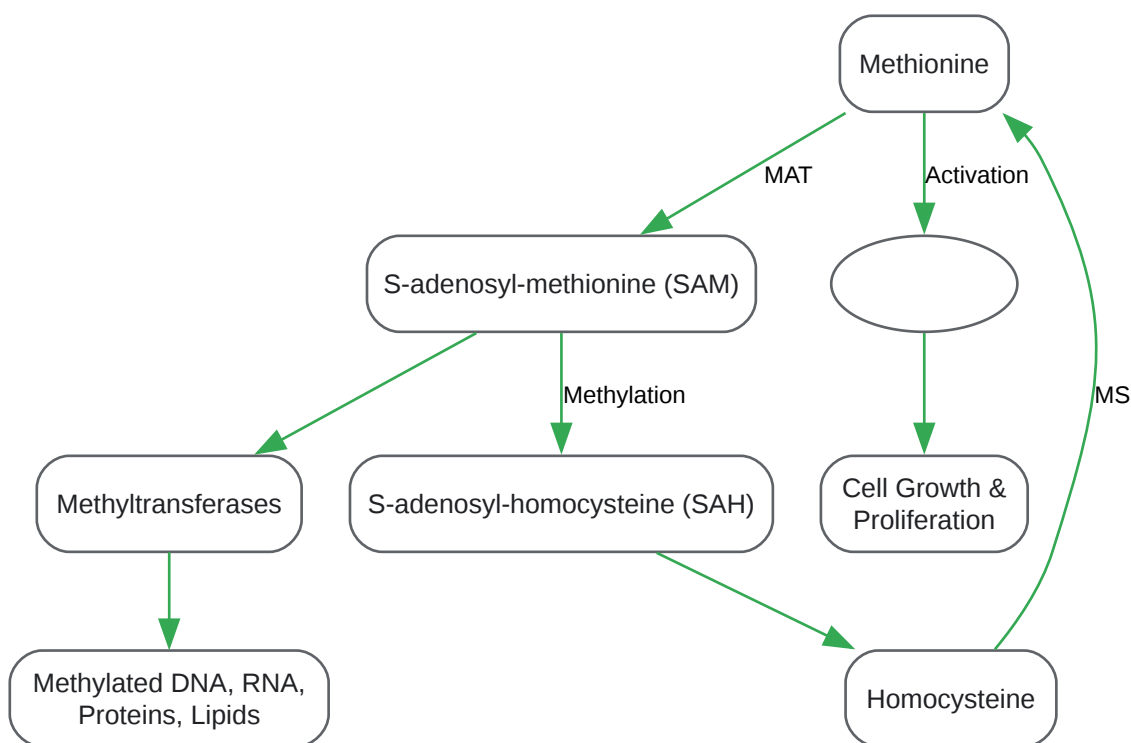 Methionine
MAT
Activation
S-adenosyl-methionine (SAM)
Methylation
MS
Methyltransferases
S-adenosyl-homocysteine (SAH)
Cell Growth &
Proliferation
Methylated DNA, RNA,
Proteins, Lipids
Homocysteine